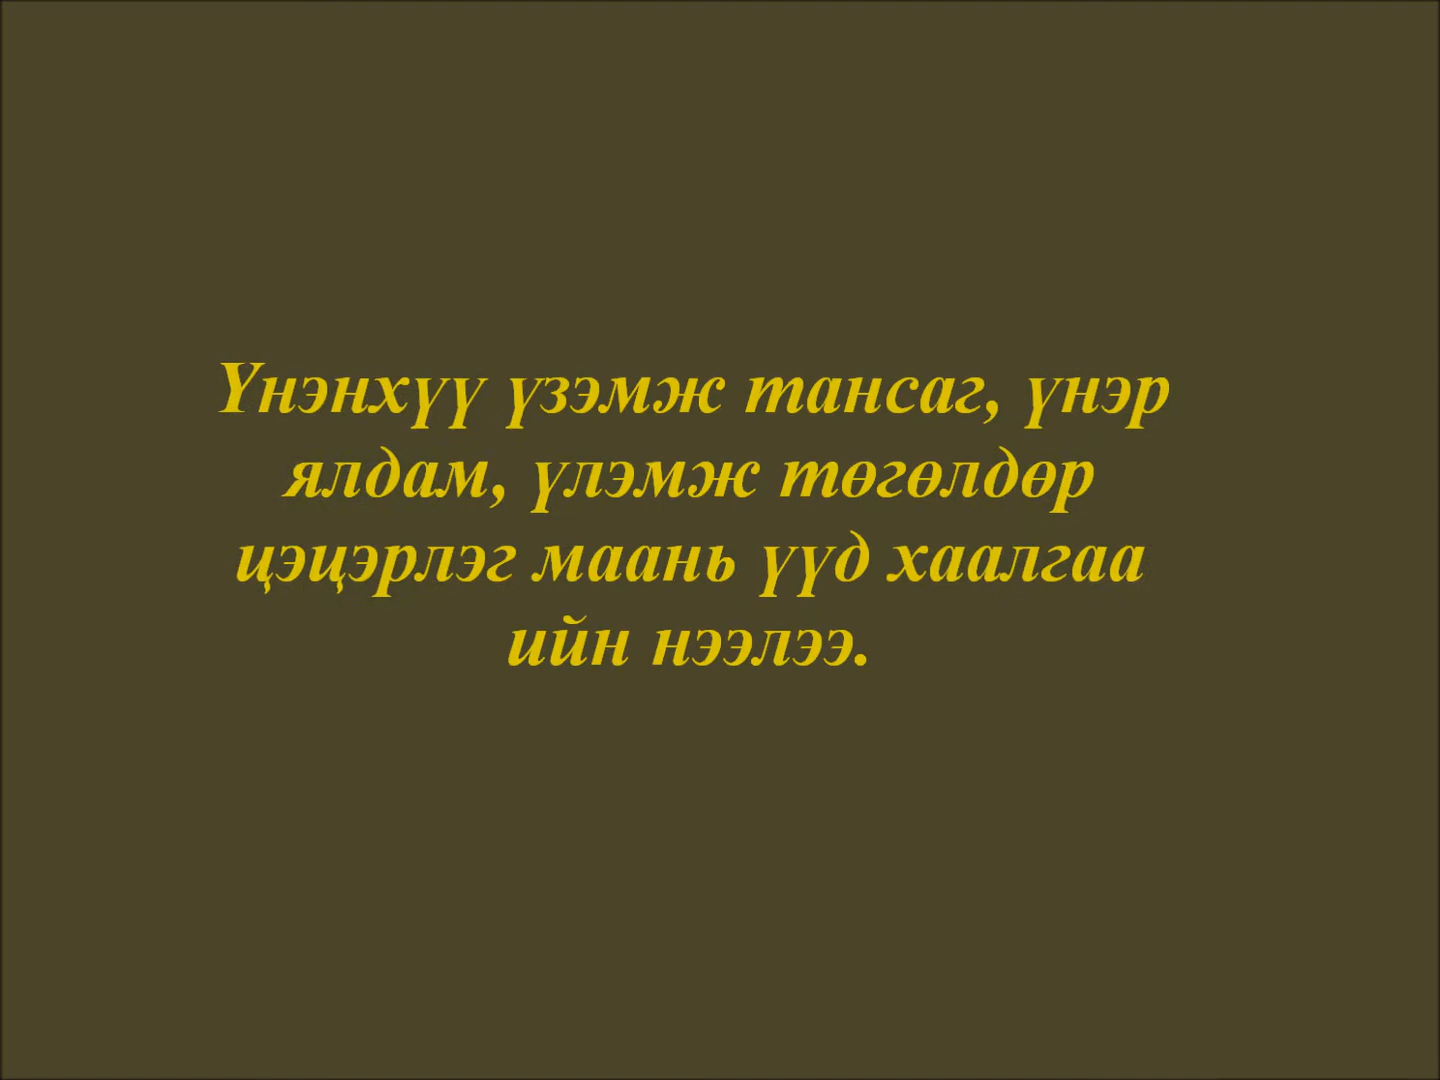 Үнэнхүү үзэмж тансаг, үнэр
ялдам, үлэмж төгөлдөр
цэцэрлэг маань үүд хаалгаа
ийн нээлээ.